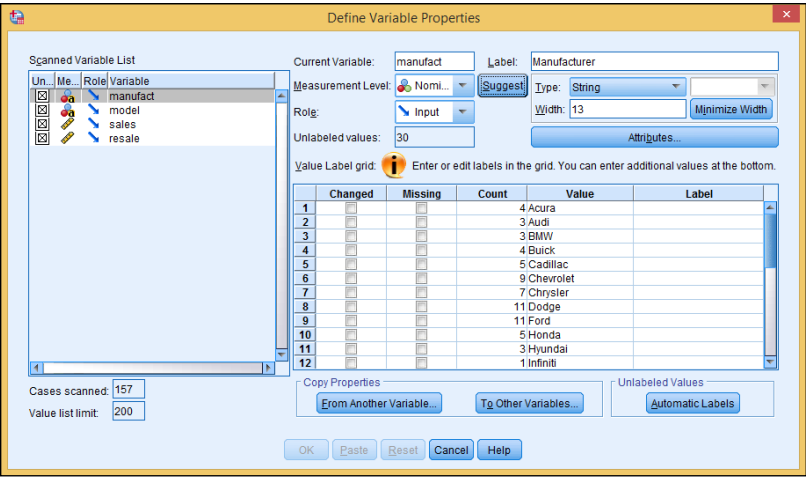 Define Variable Properties
Scanned Variable List
Un... Me... Role Variable
manufact
model
sales
resale
Cases scanned: 157
Value list limit: 200
Current Variable: manufact Label: Manufacturer
Measurement Level: Nomi... Suggest Type: String
Role: Input Width: 13 Minimize Width
Unlabeled values: 30 Attributes...
Value Label grid: Enter or edit labels in the grid. You can enter additional values at the bottom.
Changed Missing Count Value Label
1 4 Acura
2 3 Audi
3 3 BMW
4 4 Buick
5 5 Cadillac
6 9 Chevrolet
7 7 Chrysler
8 11 Dodge
9 11 Ford
10 5 Honda
11 3 Hyundai
12 1 Infiniti
Copy Properties Unlabeled Values
From Another Variable... To Other Variables... Automatic Labels
OK Paste Reset Cancel Help